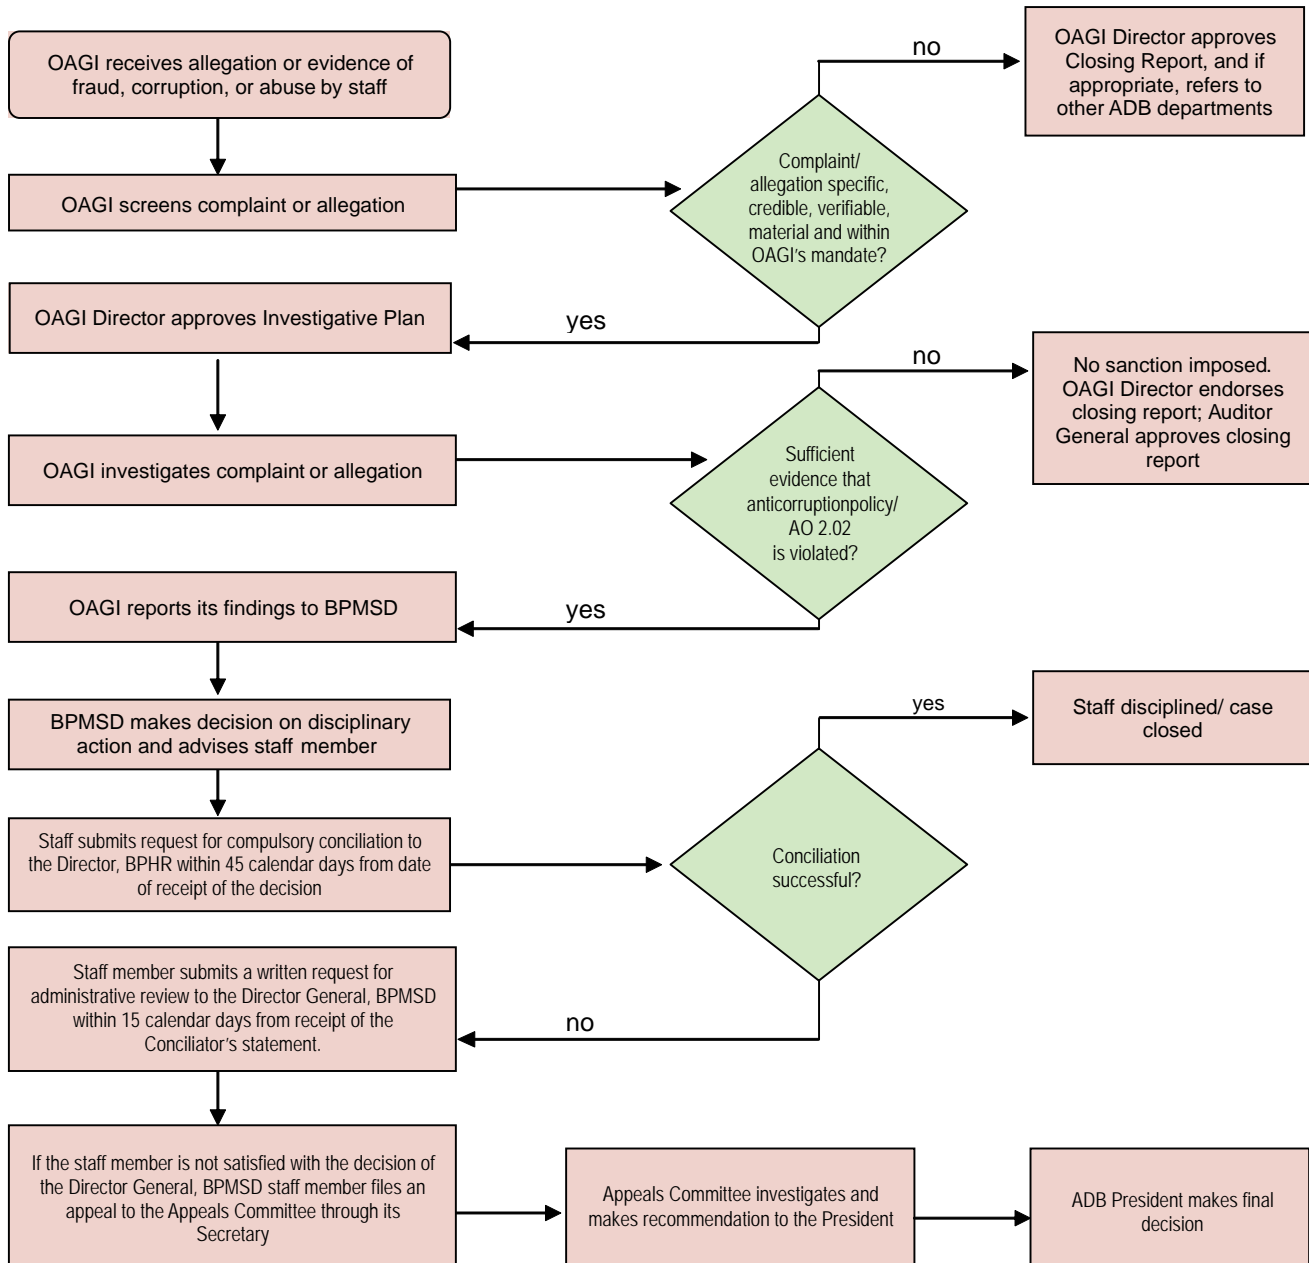 OAGI receives allegation or evidence of
fraud, corruption, or abuse by staff
no
OAGI Director approves
Closing Report, and if
appropriate, refers to
other ADB departments
OAGI screens complaint or allegation
Complaint/
allegation specific,
credible, verifiable,
material and within
OAGI's mandate?
OAGI Director approves Investigative Plan
yes
no
No sanction imposed.
OAGI Director endorses
closing report; Auditor
General approves closing
report
OAGI investigates complaint or allegation
Sufficient
evidence that
anticorruptionpolicy/
AO 2.02
is violated?
OAGI reports its findings to BPMSD
yes
BPMSD makes decision on disciplinary
action and advises staff member
yes
Staff disciplined/ case
closed
Staff submits request for compulsory conciliation to
the Director, BPHR within 45 calendar days from date
of receipt of the decision
Conciliation
successful?
Staff member submits a written request for
administrative review to the Director General, BPMSD
within 15 calendar days from receipt of the
Conciliator's statement.
no
If the staff member is not satisfied with the decision of
the Director General, BPMSD staff member files an
appeal to the Appeals Committee through its
Secretary
Appeals Committee investigates and
makes recommendation to the President
ADB President makes final
decision